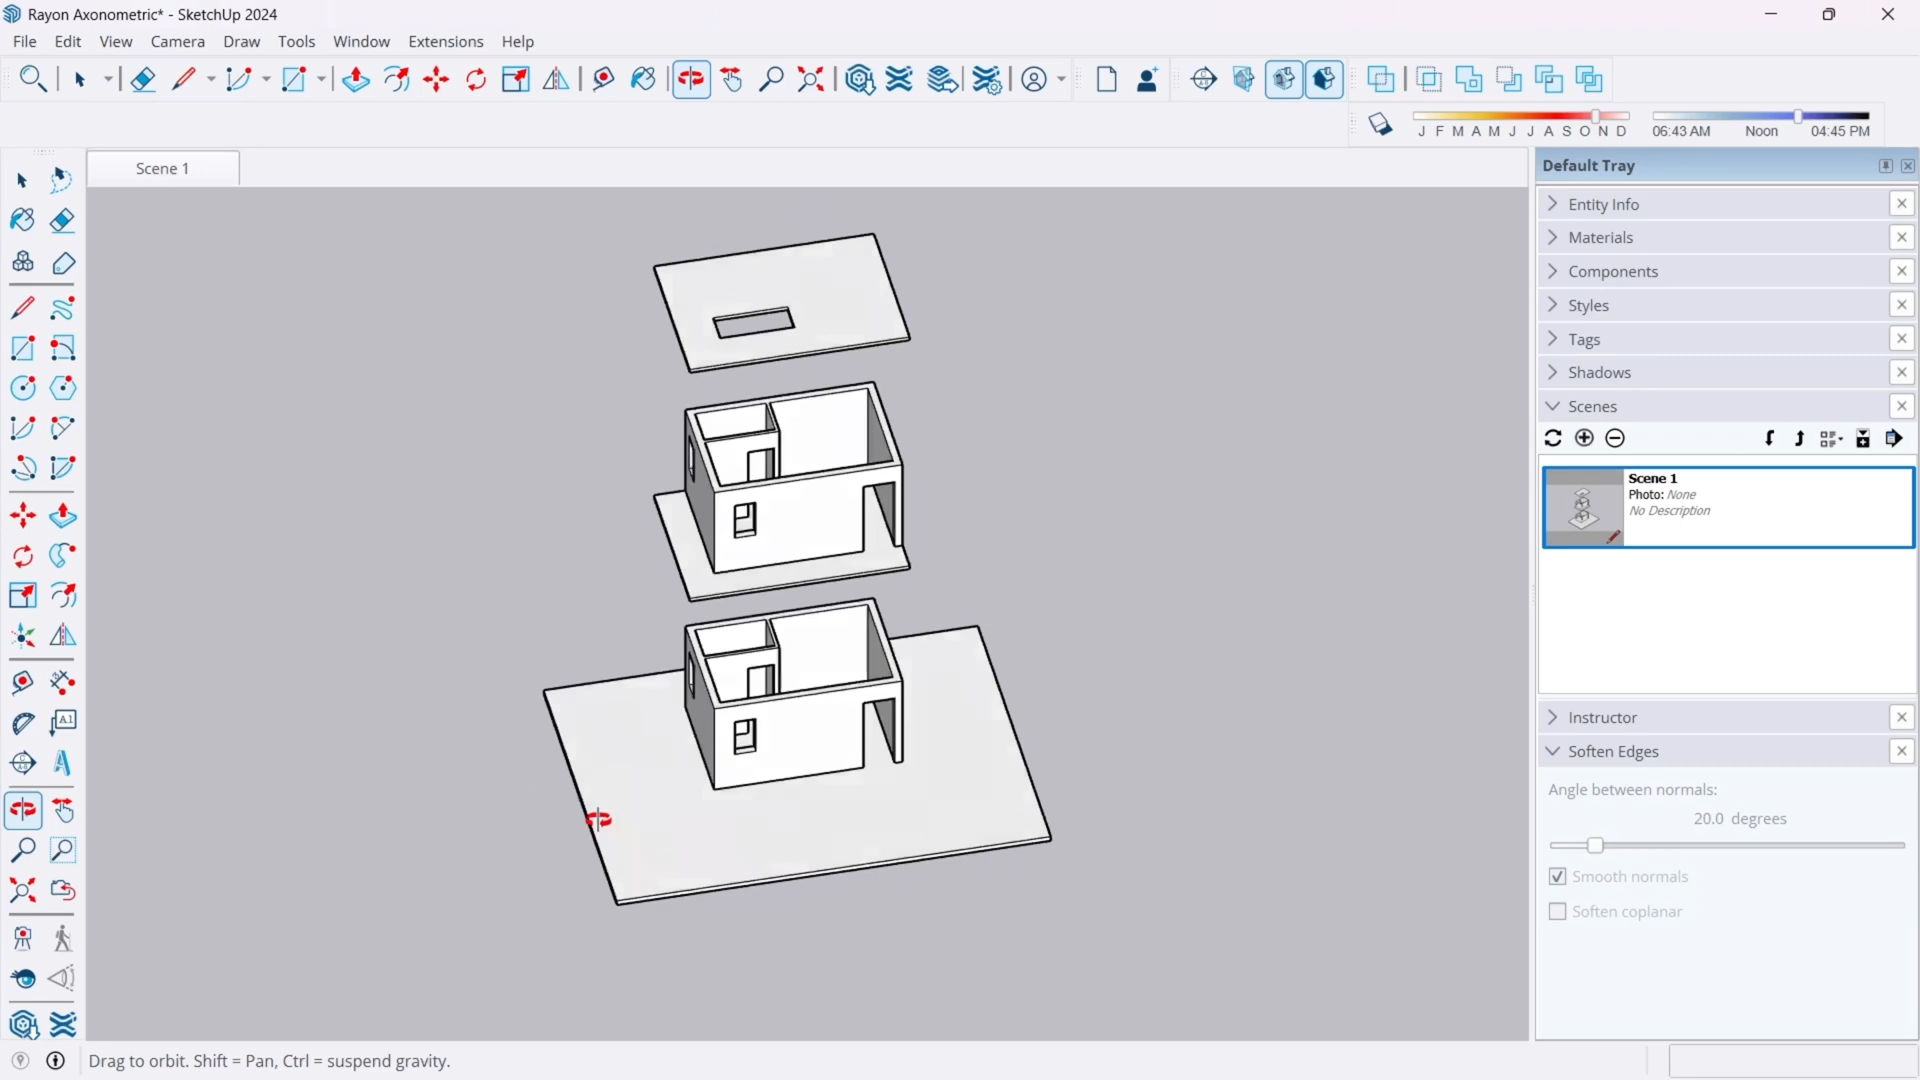 Rayon Axonometric* - SketchUp 2024
File Edit View Camera Draw Tools Window Extensions Help
J F M A M J J A S O N D
06:43 AM Noon 04:45 PM
Scene 1
Default Tray
Entity Info
Materials
Components
Styles
Tags
Shadows
Scenes
Scene 1
Photo: None
No Description
Instructor
Soften Edges
Angle between normals:
20.0 degrees
Smooth normals
Soften coplanar
A1
Drag to orbit. Shift = Pan, Ctrl = suspend gravity.